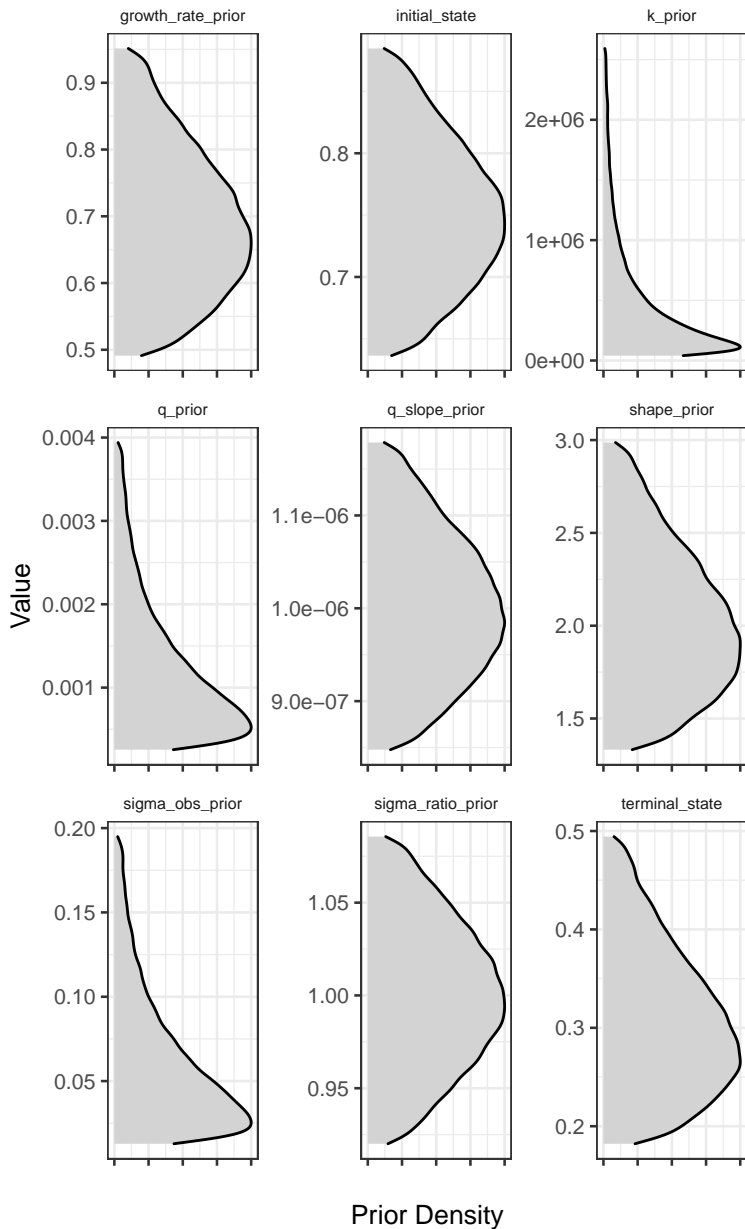 growth_rate_prior
initial_state
k_prior
0.9
0.8
0.7
0.6
0.5
0.8
0.7
2e+06
1e+06
0e+00
q_prior
q_slope_prior
shape_prior
0.004
0.003
0.002
0.001
1.1e−06
1.0e−06
9.0e−07
3.0
2.5
2.0
1.5
Value
sigma_obs_prior
sigma_ratio_prior
terminal_state
0.20
0.15
0.10
0.05
1.05
1.00
0.95
0.5
0.4
0.3
0.2
Prior Density